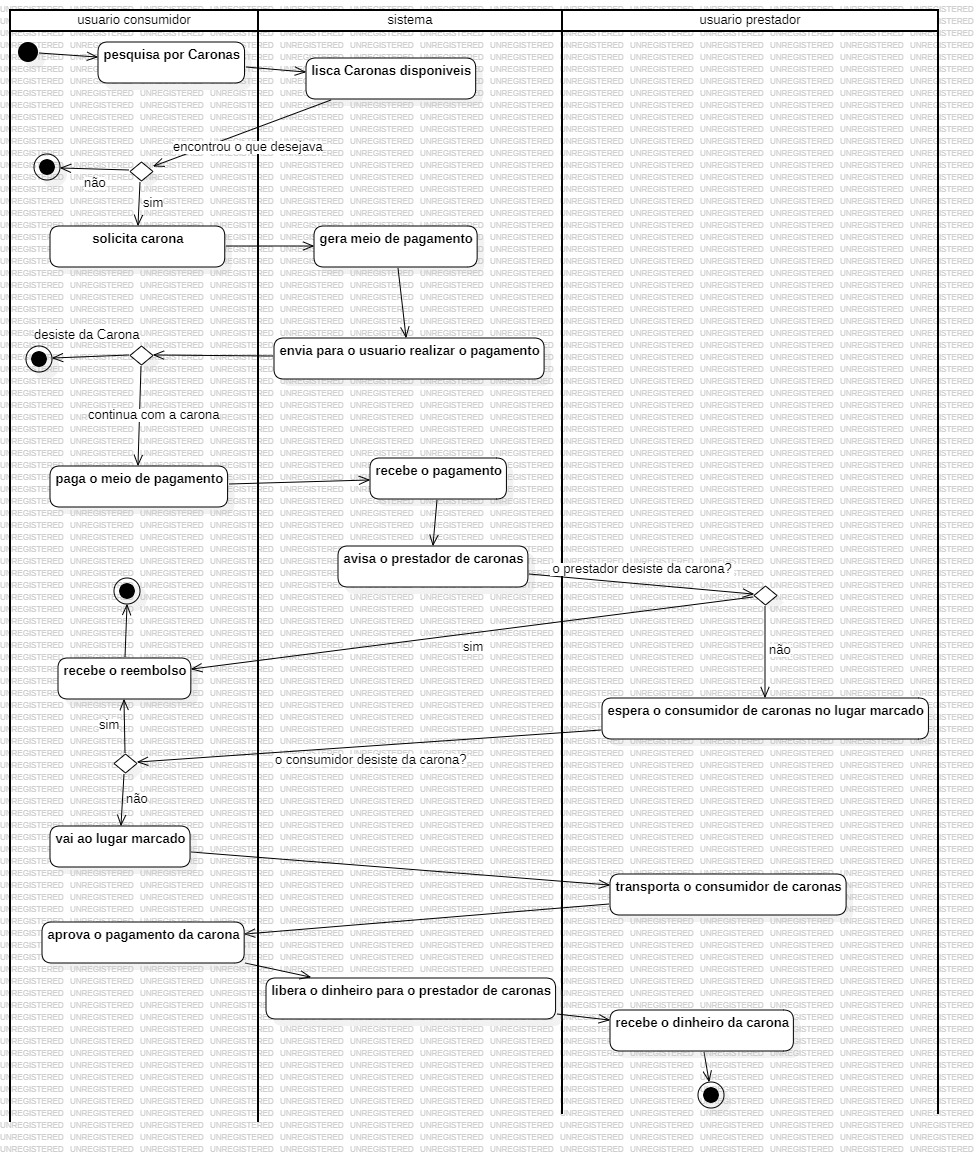 usuario consumidor
sistema
usuario prestador
pesquisa por Caronas
lisca Caronas disponiveis
encontrou o que desejava
não
sim
solicita carona
gera meio de pagamento
desiste da Carona
envia para o usuario realizar o pagamento
continua com a carona
paga o meio de pagamento
recebe o pagamento
avisa o prestador de caronas
o prestador desiste da carona?
sim
não
recebe o reembolso
espera o consumidor de caronas no lugar marcado
sim
o consumidor desiste da carona?
não
vai ao lugar marcado
transporta o consumidor de caronas
aprova o pagamento da carona
libera o dinheiro para o prestador de caronas
recebe o dinheiro da carona
UNREGISTERED